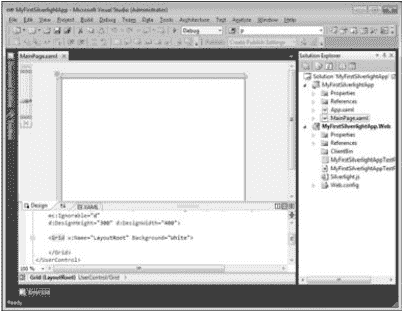 MyFirstSilverlightApp - Microsoft Visual Studio (Administrator)
File Edit View Project Build Debug Team Data Tools Architecture Test Analyze Window Help
Debug
MainPage.xaml
Solution Explorer
Solution 'MyFirstSilverlightApp'
MyFirstSilverlightApp
Properties
References
App.xaml
MainPage.xaml
MyFirstSilverlightApp.Web
Properties
References
ClientBin
MyFirstSilverlightAppTestP
MyFirstSilverlightAppTestP
Silverlight.js
Web.config
Design XAML
mc:Ignorable="d"
d:DesignHeight="300" d:DesignWidth="400">
<Grid x:Name="LayoutRoot" Background="White">
</Grid>
</UserControl>
100 %
Grid (LayoutRoot) UserControl/Grid
Ready